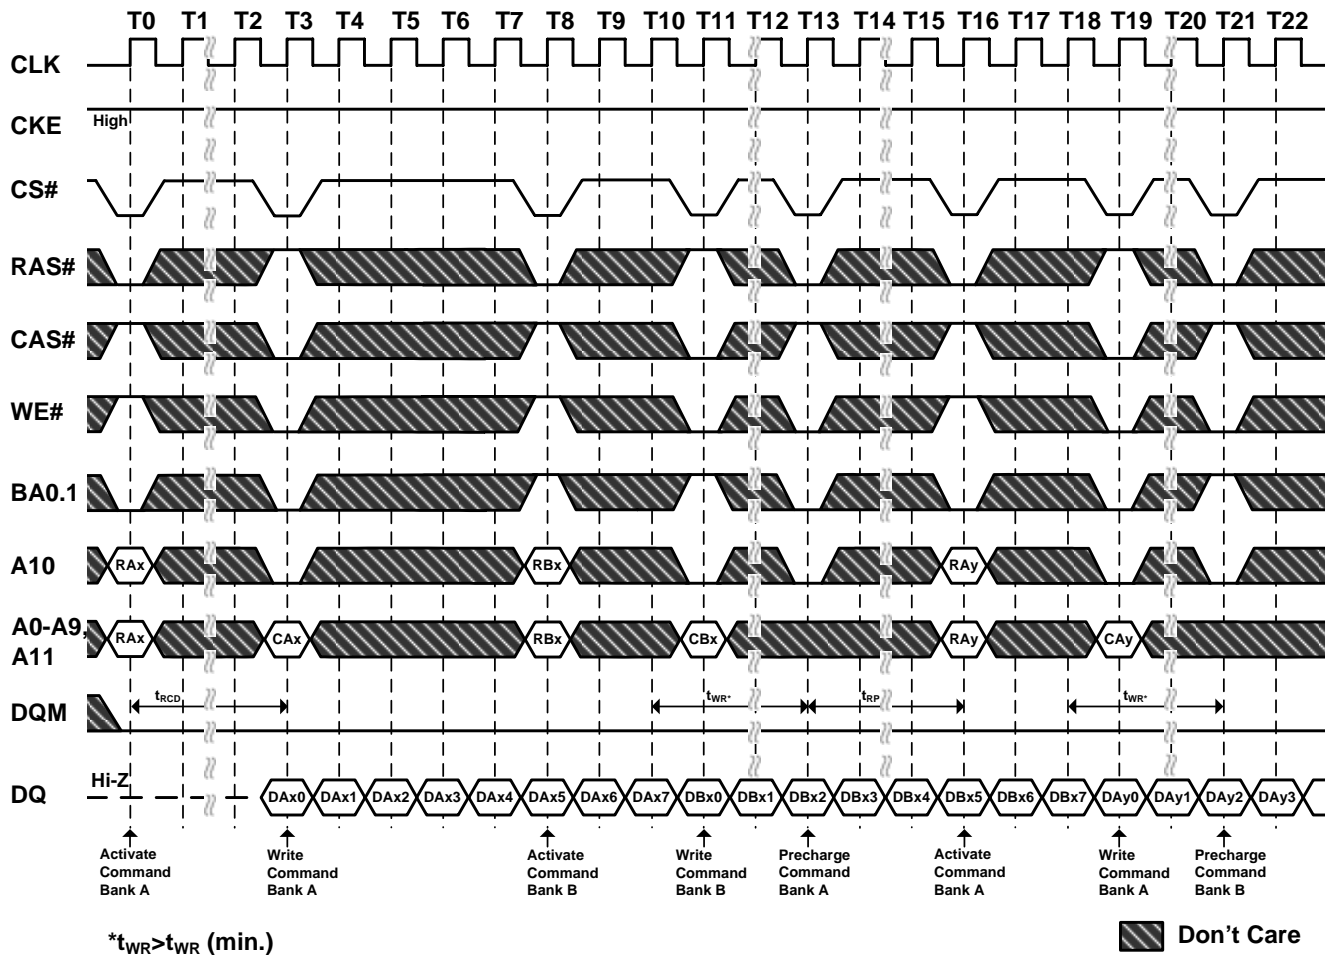 T0 T1 T2 T3 T4 T5 T6 T7 T8 T9 T10 T11 T12 T13 T14 T15 T16 T17 T18 T19 T20 T21 T22
CLK
CKE High
CS#
RAS#
CAS#
WE#
BA0.1
A10 RAx RBx RAy
A0-A9,
A11 RAx CAx RBx CBx RAy CAy
DQM tRCD tWR* tRP tWR*
DQ Hi-Z DAx0 DAx1 DAx2 DAx3 DAx4 DAx5 DAx6 DAx7 DBx0 DBx1 DBx2 DBx3 DBx4 DBx5 DBx6 DBx7 DAy0 DAy1 DAy2 DAy3
Activate Command Bank A
Write Command Bank A
Activate Command Bank B
Write Command Bank B
Precharge Command Bank A
Activate Command Bank A
Write Command Bank A
Precharge Command Bank B
*tWR>tWR (min.)
Don't Care